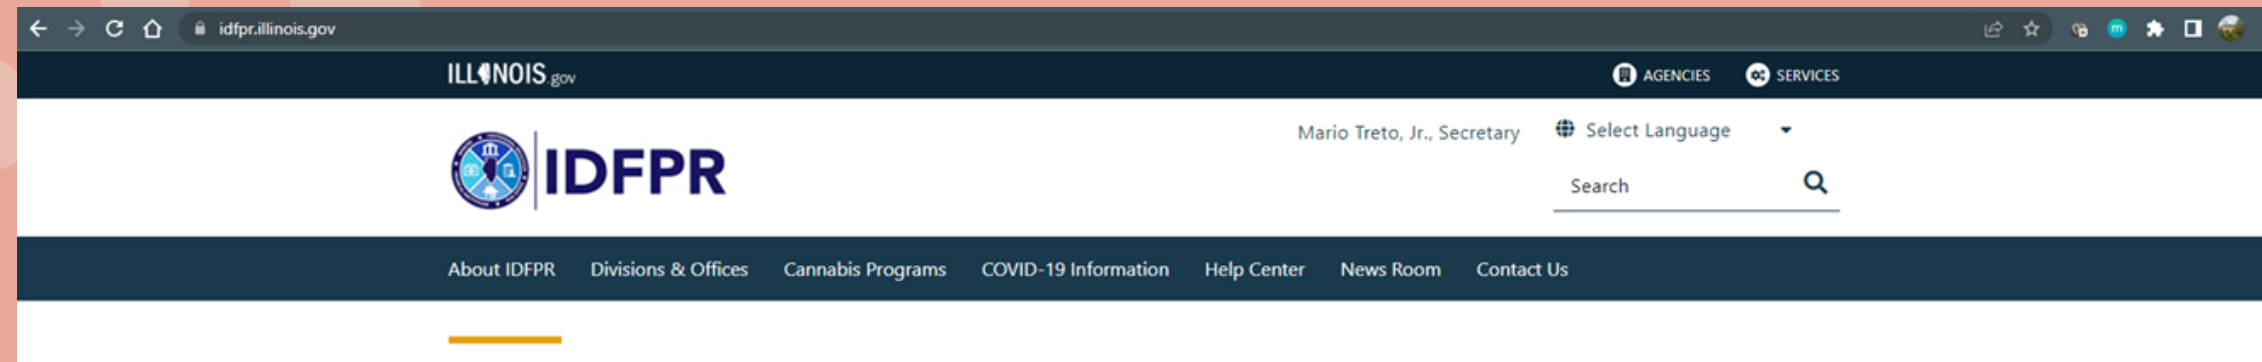 idfpr.illinois.gov
m
ILLINOIS.gov
AGENCIES SERVICES
Mario Treto, Jr., Secretary Select Language
IDFPR
Search
About IDFPR Divisions & Offices Cannabis Programs COVID-19 Information Help Center News Room Contact Us